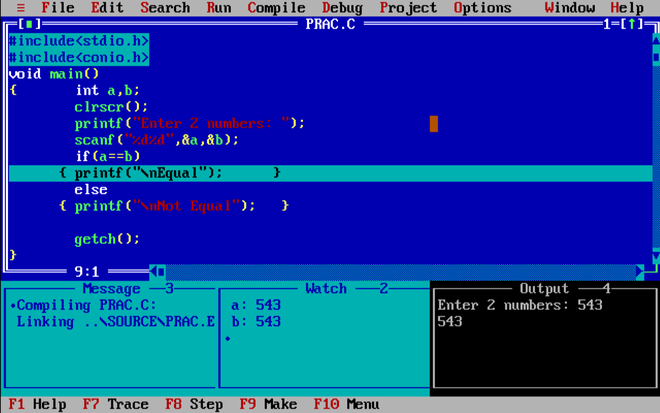 ≡ File Edit Search Run Compile Debug Project Options Window Help
[■] PRAC.C 1=[↑]
#include<stdio.h>
#include<conio.h>
void main()
{ int a,b;
clrscr();
printf("Enter 2 numbers: ");
scanf("%d%d",&a,&b);
if(a==b)
{ printf("\nEqual"); }
else
{ printf("\nNot Equal"); }
getch();
}
9:1
Message 3
•Compiling PRAC.C:
Linking ..\SOURCE\PRAC.E
Watch 2
a: 543
b: 543
Output 4
Enter 2 numbers: 543
543
F1 Help F7 Trace F8 Step F9 Make F10 Menu